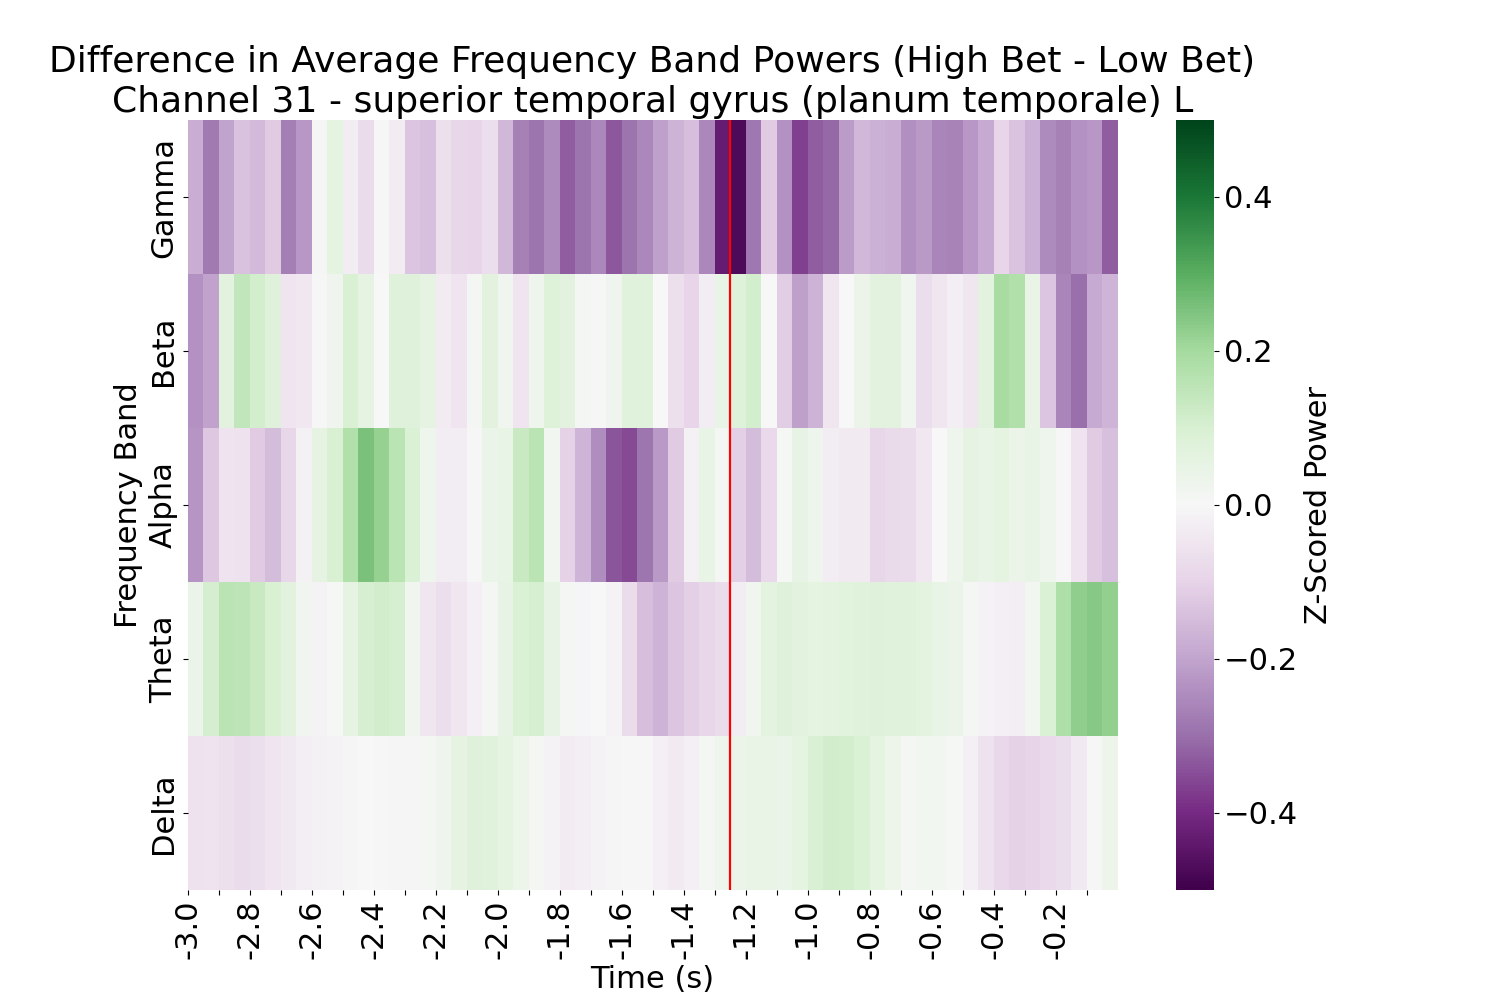 Difference in Average Frequency Band Powers (High Bet - Low Bet)
Channel 31 - superior temporal gyrus (planum temporale) L
Frequency Band
Gamma
Beta
Alpha
Theta
Delta
-3.0
-2.8
-2.6
-2.4
-2.2
-2.0
-1.8
-1.6
-1.4
-1.2
-1.0
-0.8
-0.6
-0.4
-0.2
Time (s)
0.4
0.2
0.0
−0.2
−0.4
Z-Scored Power